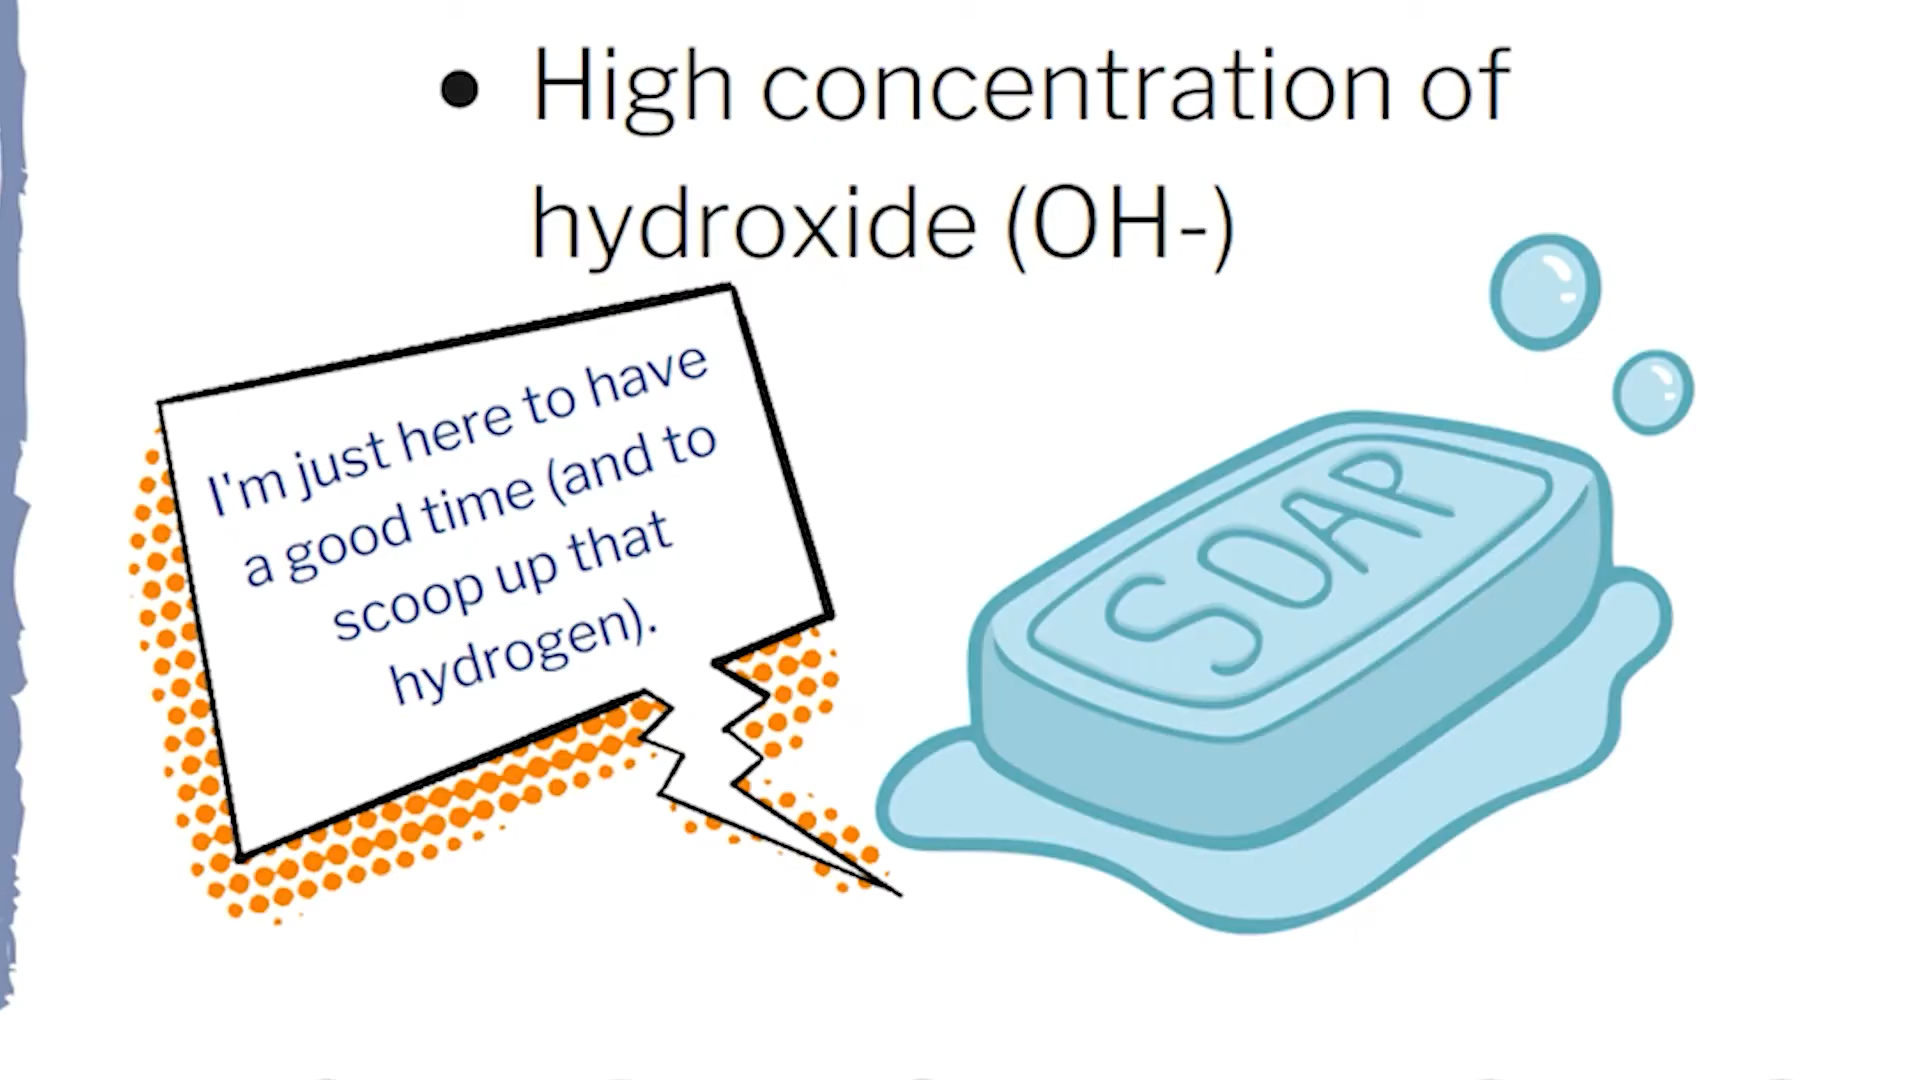 • High concentration of
hydroxide (OH-)
I'm just here to have
a good time (and to
scoop up that
hydrogen).
SOAP